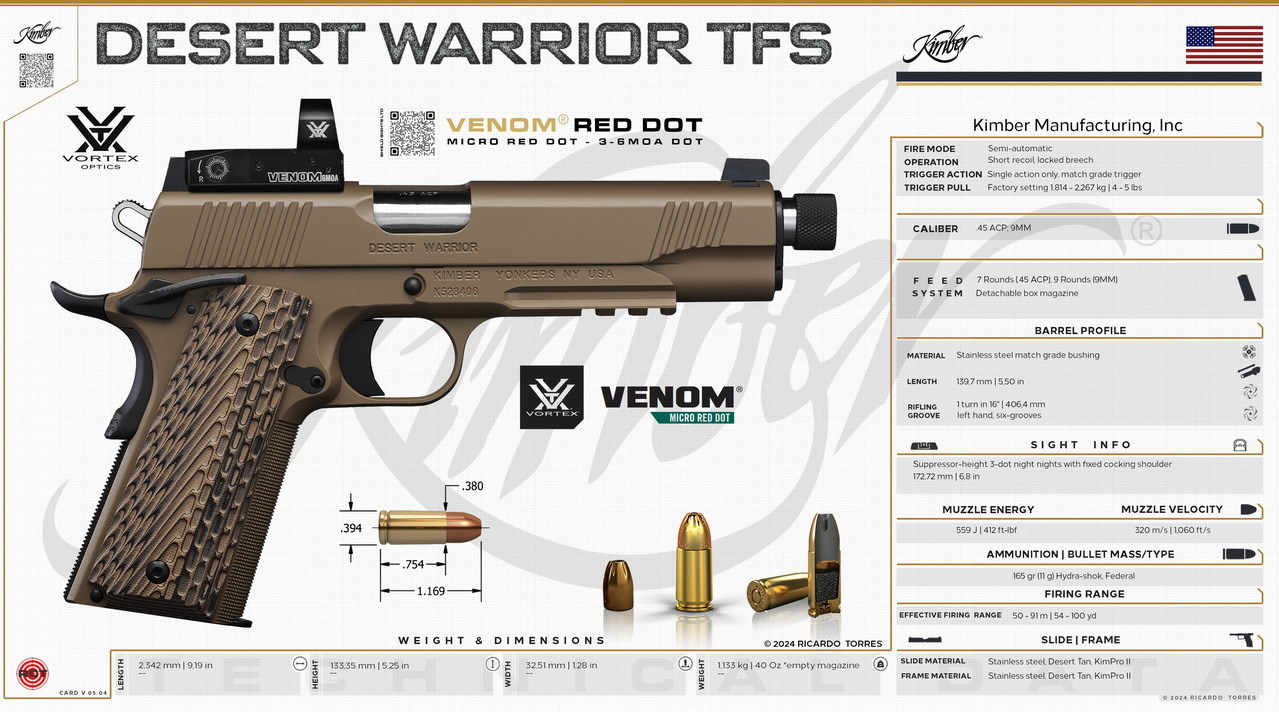 Kimber
DESERT WARRIOR TFS
Kimber
VORTEX
OPTICS
SHIELD SIGHTS LTD
VENOM® RED DOT
MICRO RED DOT - 3-6MOA DOT
R
VENOM 6MOA
.45 ACP
DESERT WARRIOR
KIMBER YONKERS NY USA
K528406
VORTEX
VENOM®
MICRO RED DOT
.380
.394
.754
1.169
© 2024 RICARDO TORRES
WEIGHT & DIMENSIONS
LENGTH
2.342 mm | 9.19 in
--
HEIGHT
133,35 mm | 5.25 in
--
WIDTH
32.51 mm | 1.28 in
--
WEIGHT
1.133 kg | 40 Oz *empty magazine
--
TECHNICAL DATA
RDT
CARD V 05.04
Kimber Manufacturing, Inc
FIRE MODE Semi-automatic
OPERATION Short recoil, locked breech
TRIGGER ACTION Single action only, match grade trigger
TRIGGER PULL Factory setting 1,814 - 2,267 kg | 4 - 5 lbs
CALIBER .45 ACP; 9MM
FEED 7 Rounds (.45 ACP); 9 Rounds (9MM)
SYSTEM Detachable box magazine
BARREL PROFILE
MATERIAL Stainless steel match grade bushing
LENGTH 139,7 mm | 5,50 in
RIFLING 1 turn in 16" | 406,4 mm
GROOVE left hand, six-grooves
SIGHT INFO
Suppressor-height 3-dot night nights with fixed cocking shoulder
172,72 mm | 6,8 in
MUZZLE ENERGY MUZZLE VELOCITY
559 J | 412 ft-lbf 320 m/s | 1,060 ft/s
AMMUNITION | BULLET MASS/TYPE
165 gr (11 g) Hydra-shok, Federal
FIRING RANGE
EFFECTIVE FIRING RANGE 50 - 91 m | 54 - 100 yd
SLIDE | FRAME
SLIDE MATERIAL Stainless steel, Desert Tan, KimPro II
FRAME MATERIAL Stainless steel, Desert Tan, KimPro II
© 2024 RICARDO TORRES